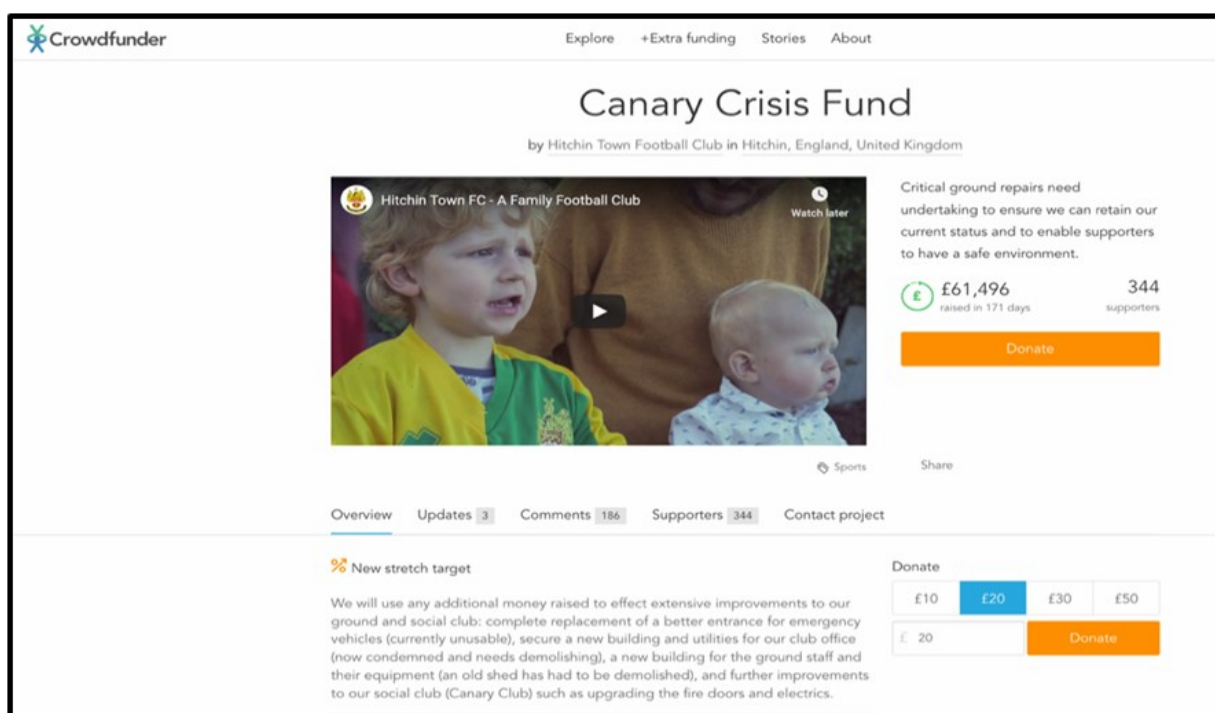 Crowdfunder
Explore +Extra funding Stories About
Canary Crisis Fund
by Hitchin Town Football Club in Hitchin, England, United Kingdom
Hitchin Town FC - A Family Football Club
Watch later
Critical ground repairs need
undertaking to ensure we can retain our
current status and to enable supporters
to have a safe environment.
£
£61,496
raised in 171 days
344
supporters
Donate
Sports
Share
Overview Updates 3 Comments 186 Supporters 344 Contact project
New stretch target
We will use any additional money raised to effect extensive improvements to our
ground and social club: complete replacement of a better entrance for emergency
vehicles (currently unusable), secure a new building and utilities for our club office
(now condemned and needs demolishing), a new building for the ground staff and
their equipment (an old shed has had to be demolished), and further improvements
to our social club (Canary Club) such as upgrading the fire doors and electrics.
Donate
£10 £20 £30 £50
£ 20 Donate